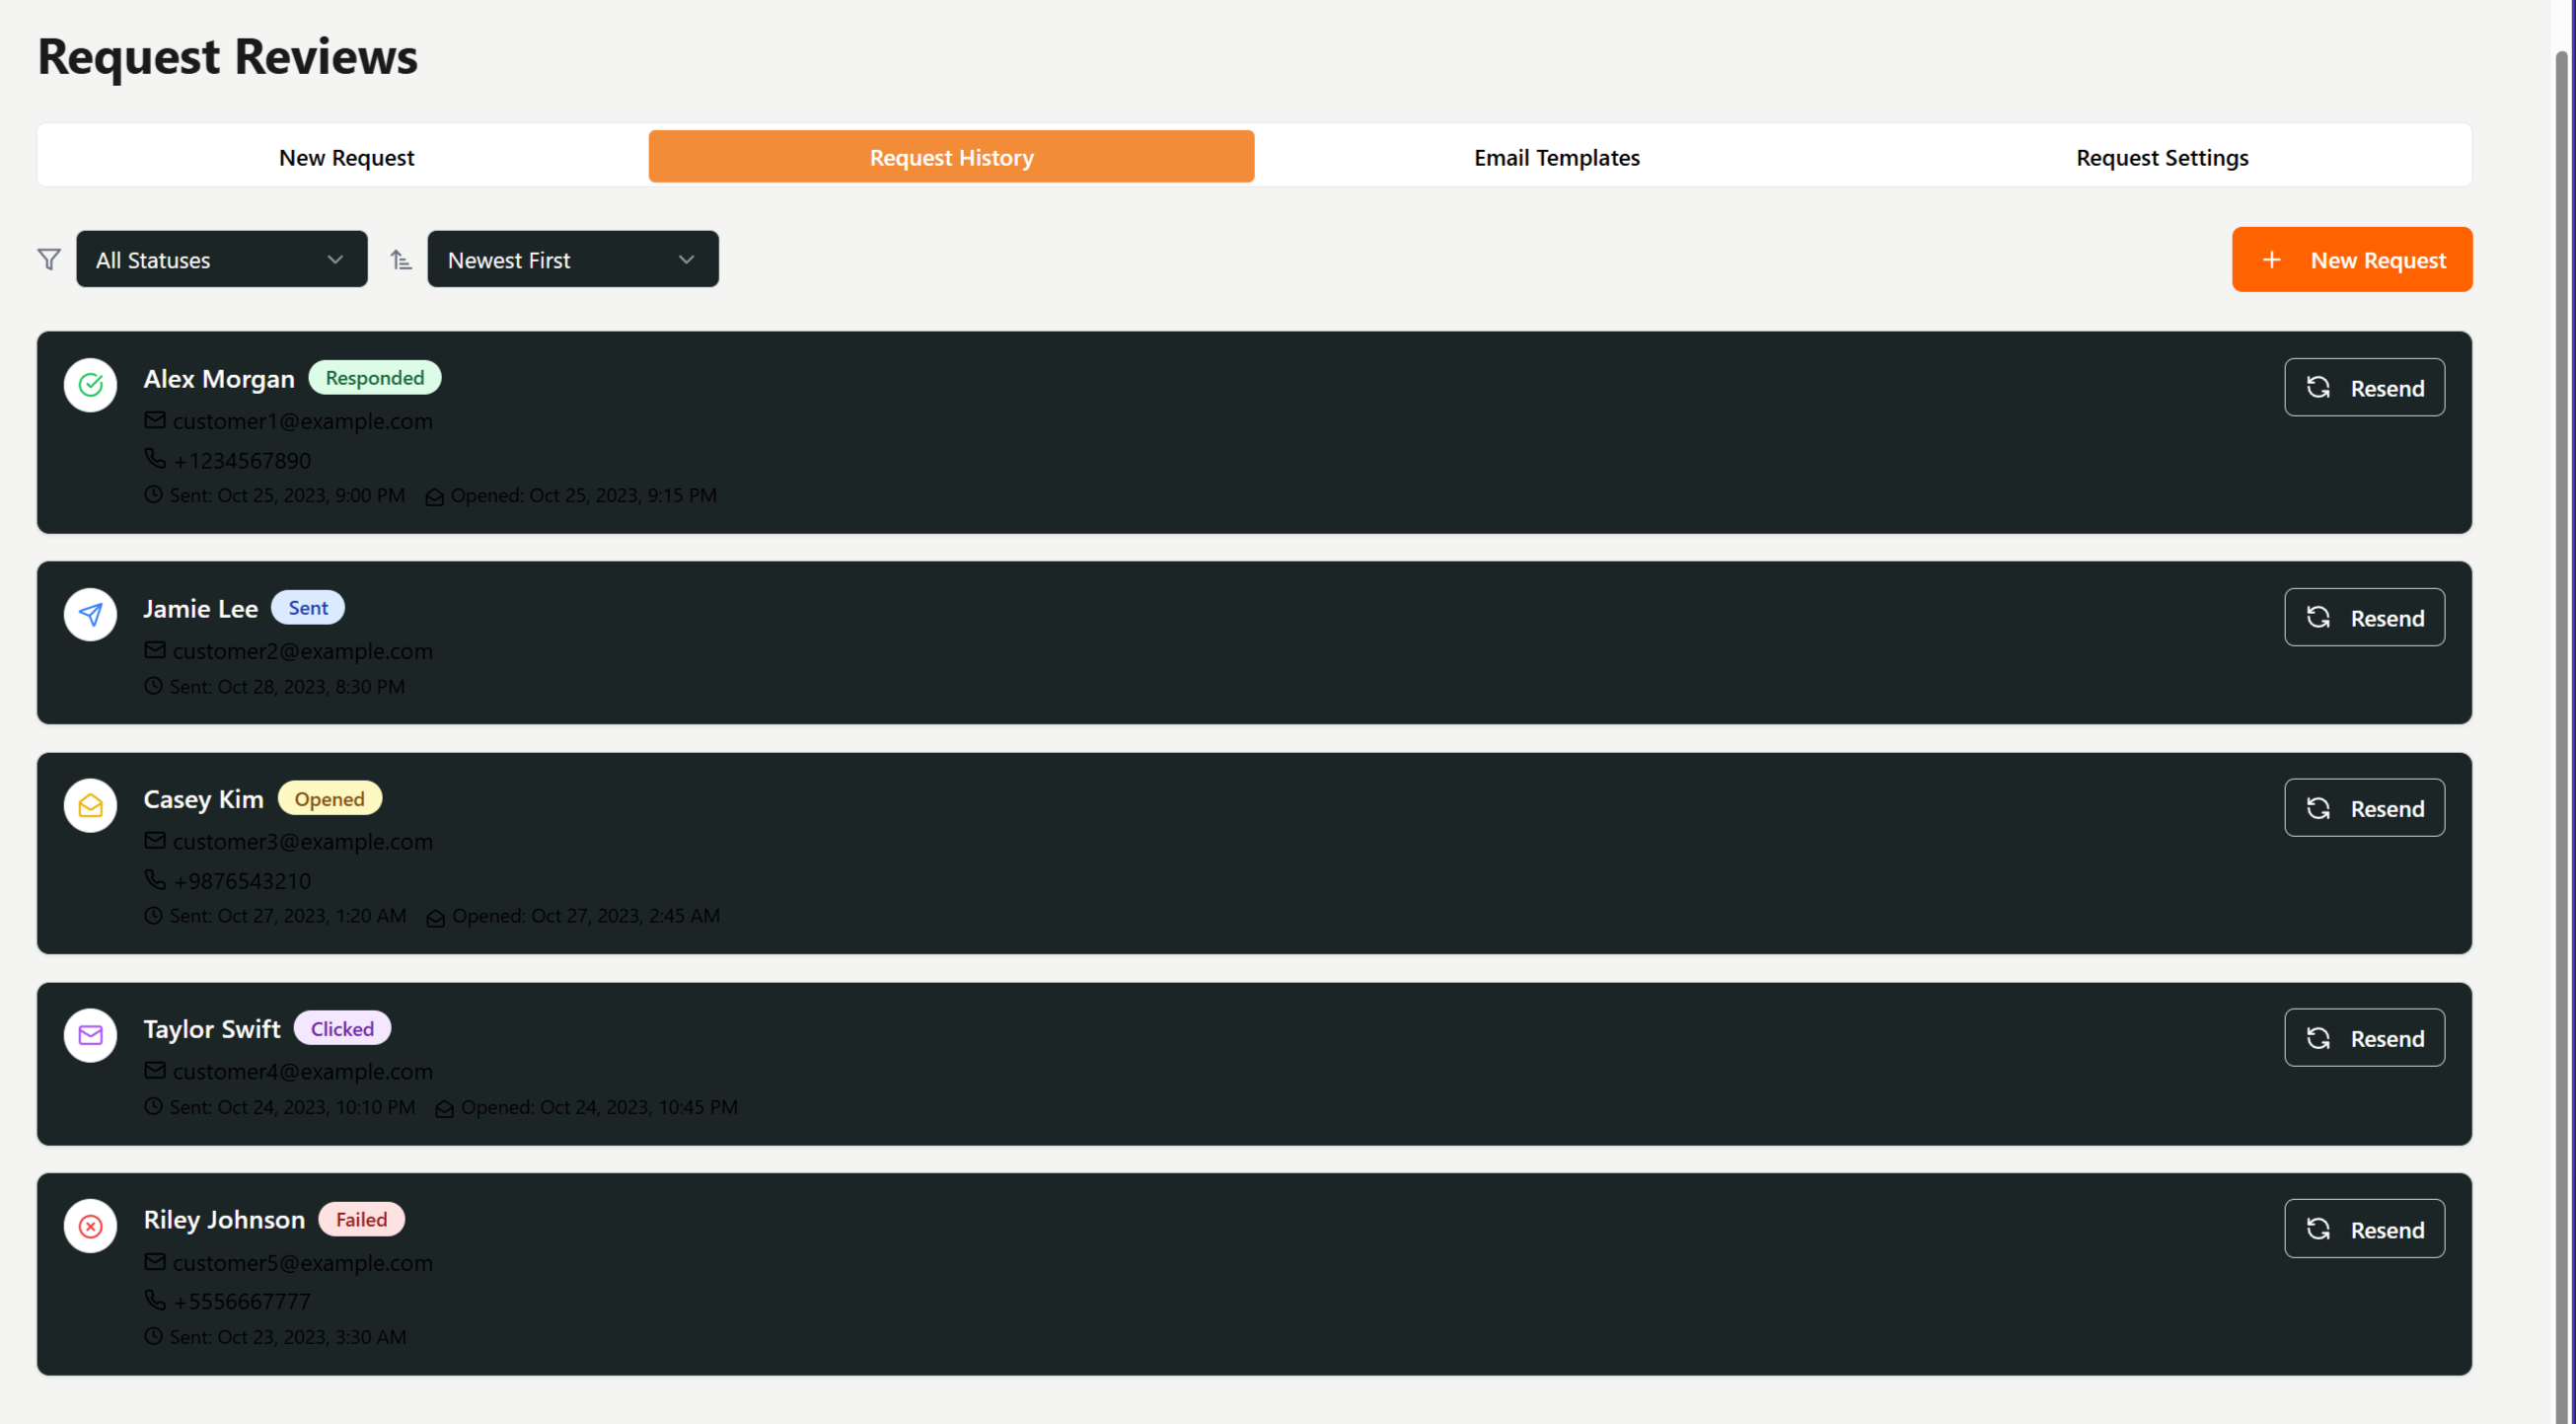 Request Reviews
New Request
Request History
Email Templates
Request Settings
All Statuses
Newest First
New Request
Alex Morgan
Responded
Resend
customer1@example.com
+1234567890
Sent: Oct 25, 2023, 9:00 PM
Opened: Oct 25, 2023, 9:15 PM
Jamie Lee
Sent
Resend
customer2@example.com
Sent: Oct 28, 2023, 8:30 PM
Casey Kim
Opened
Resend
customer3@example.com
+9876543210
Sent: Oct 27, 2023, 1:20 AM
Opened: Oct 27, 2023, 2:45 AM
Taylor Swift
Clicked
Resend
customer4@example.com
Sent: Oct 24, 2023, 10:10 PM
Opened: Oct 24, 2023, 10:45 PM
Riley Johnson
Failed
Resend
customer5@example.com
+5556667777
Sent: Oct 23, 2023, 3:30 AM